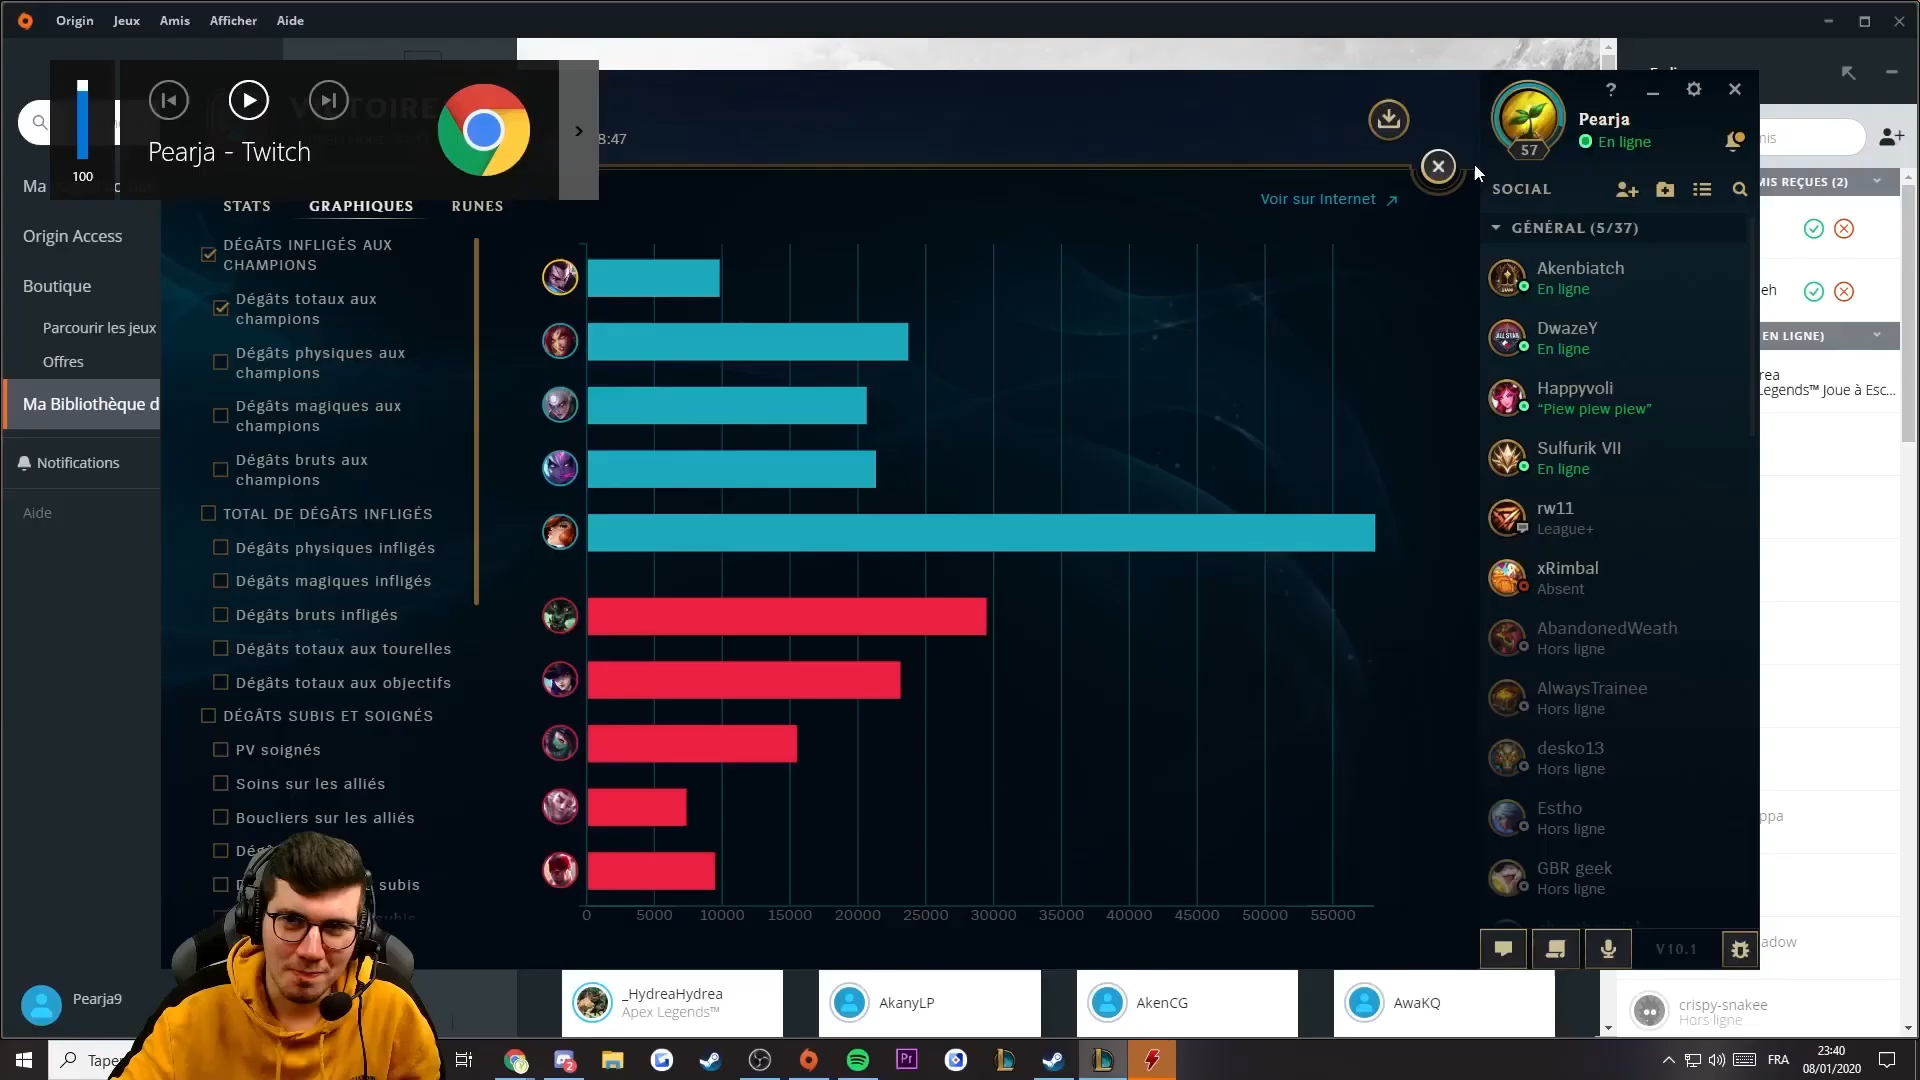 Origin
Jeux
Amis
Afficher
Aide
Pearja - Twitch
100
8:47
Voir sur Internet
STATS
GRAPHIQUES
RUNES
Ma
Origin Access
Boutique
Parcourir les jeux
Offres
Ma Bibliothèque d
Notifications
Aide
DÉGÂTS INFLIGÉS AUX
CHAMPIONS
Dégâts totaux aux
champions
Dégâts physiques aux
champions
Dégâts magiques aux
champions
Dégâts bruts aux
champions
TOTAL DE DÉGÂTS INFLIGÉS
Dégâts physiques infligés
Dégâts magiques infligés
Dégâts bruts infligés
Dégâts totaux aux tourelles
Dégâts totaux aux objectifs
DÉGÂTS SUBIS ET SOIGNÉS
PV soignés
Soins sur les alliés
Boucliers sur les alliés
subis
0
5000
10000
15000
20000
25000
30000
35000
40000
45000
50000
55000
57
Pearja
En ligne
SOCIAL
GÉNÉRAL (5/37)
Akenbiatch
En ligne
DwazeY
En ligne
Happyvoli
"Piew piew piew"
Sulfurik VII
En ligne
rw11
League+
xRimbal
Absent
AbandonedWeath
Hors ligne
AlwaysTrainee
Hors ligne
desko13
Hors ligne
Estho
Hors ligne
GBR geek
Hors ligne
V10.1
MIS REÇUES (2)
eh
EN LIGNE)
rea
Legends™ Joue à Esc...
ppa
adow
crispy-snakee
Hors ligne
Pearja9
_HydreaHydrea
Apex Legends™
AkanyLP
AkenCG
AwaKQ
Taper
FRA
23:40
08/01/2020